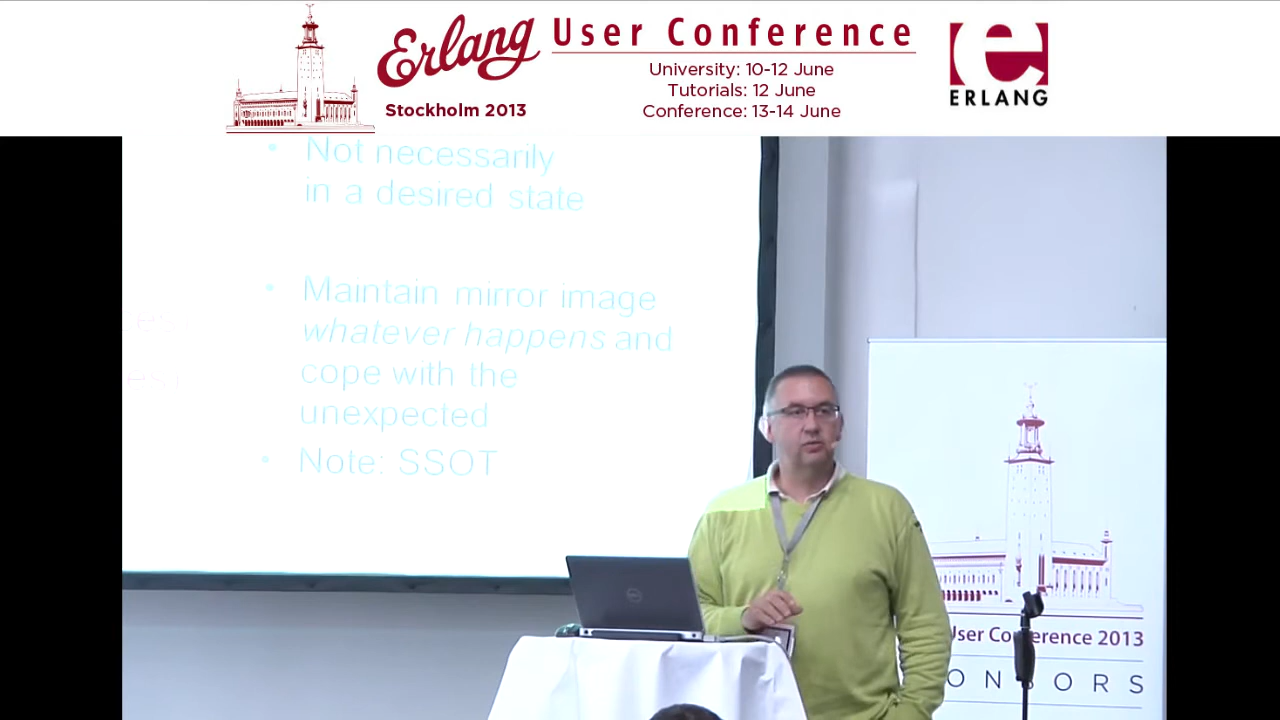 Erlang
User Conference
University: 10-12 June
Tutorials: 12 June
Conference: 13-14 June
Stockholm 2013
e
ERLANG
• Not necessarily
in a desired state
• Maintain mirror image
whatever happens and
cope with the
unexpected
• Note: SSOT
User Conference 2013